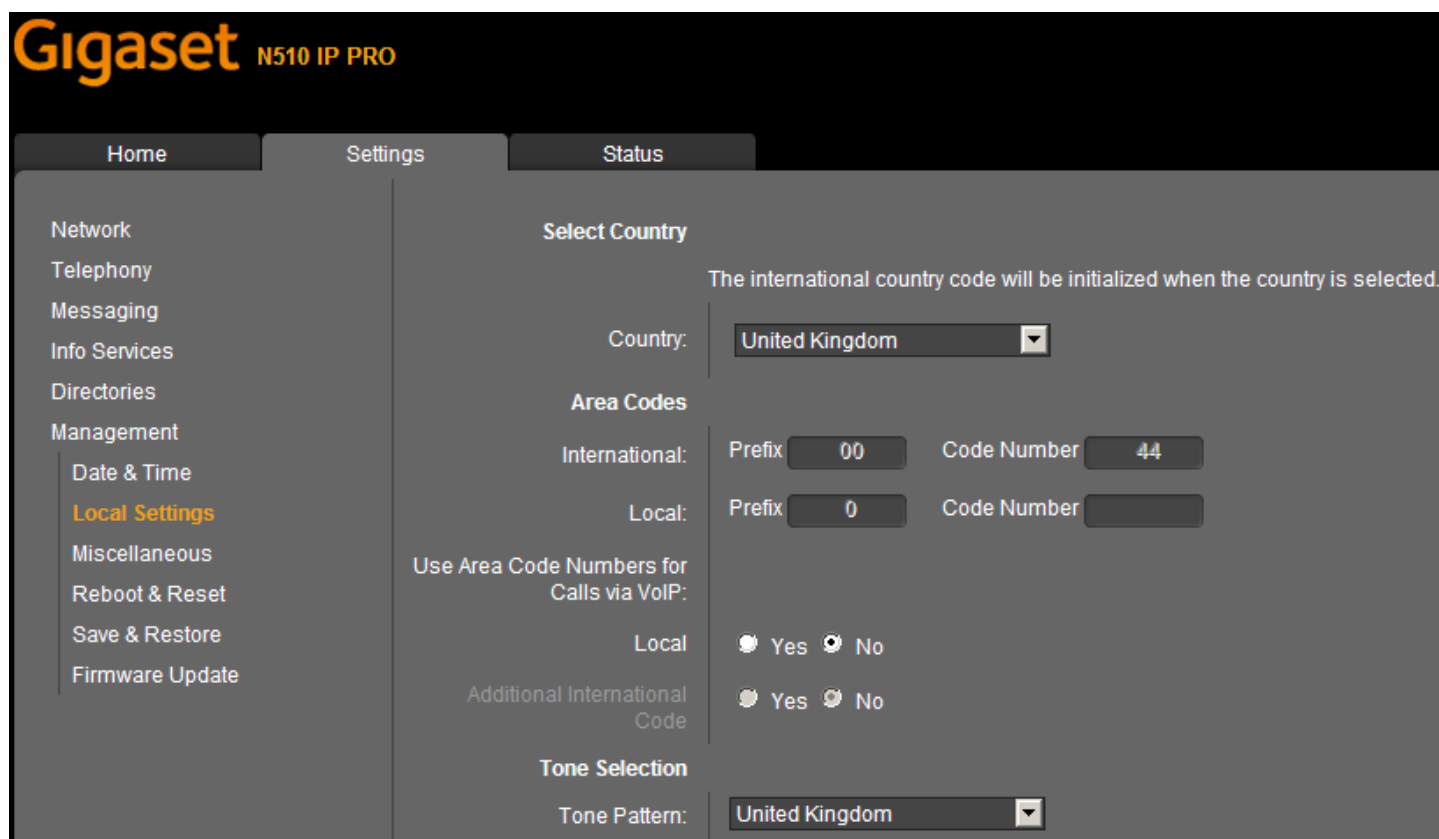 Gigaset N510 IP PRO
Home Settings Status
Network
Telephony
Messaging
Info Services
Directories
Management
Date & Time
Local Settings
Miscellaneous
Reboot & Reset
Save & Restore
Firmware Update
Select Country
The international country code will be initialized when the country is selected.
Country: United Kingdom
Area Codes
International: Prefix 00 Code Number 44
Local: Prefix 0 Code Number
Use Area Code Numbers for
Calls via VoIP:
Local Yes No
Additional International
Code Yes No
Tone Selection
Tone Pattern: United Kingdom